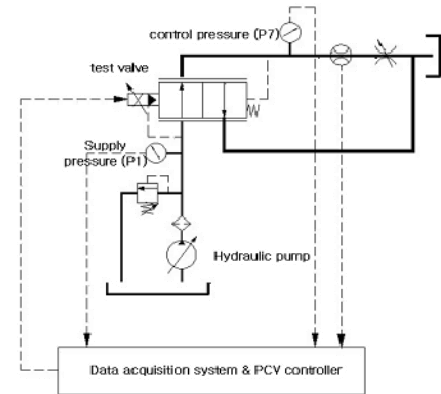 control pressure (P7)
test valve
Supply
pressure (P1)
Hydraulic pump
Data acquisition system & PCV controller